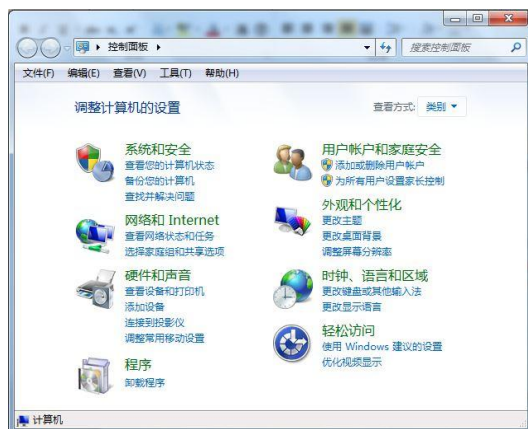 控制面板
搜索控制面板
文件(F) 编辑(E) 查看(V) 工具(T) 帮助(H)
调整计算机的设置
查看方式: 类别
系统和安全
查看您的计算机状态
备份您的计算机
查找并解决问题
网络和 Internet
查看网络状态和任务
选择家庭组和共享选项
硬件和声音
查看设备和打印机
添加设备
连接到投影仪
调整常用移动设置
程序
卸载程序
用户帐户和家庭安全
添加或删除用户帐户
为所有用户设置家长控制
外观和个性化
更改主题
更改桌面背景
调整屏幕分辨率
时钟、语言和区域
更改键盘或其他输入法
更改显示语言
轻松访问
使用 Windows 建议的设置
优化视频显示
计算机